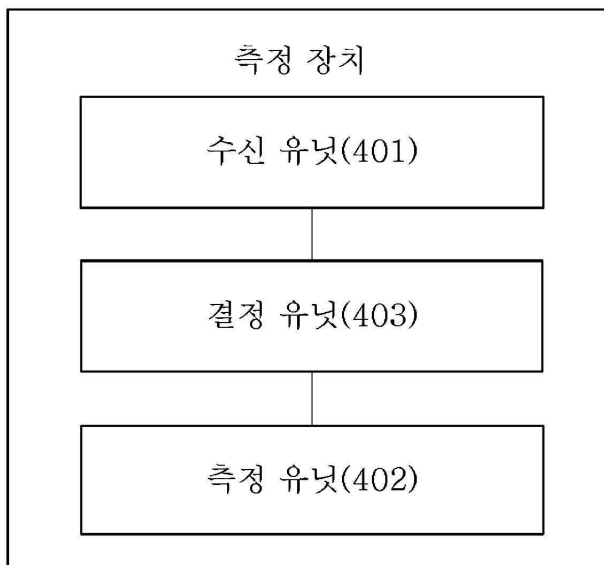 측정 장치
수신 유닛(401)
결정 유닛(403)
측정 유닛(402)